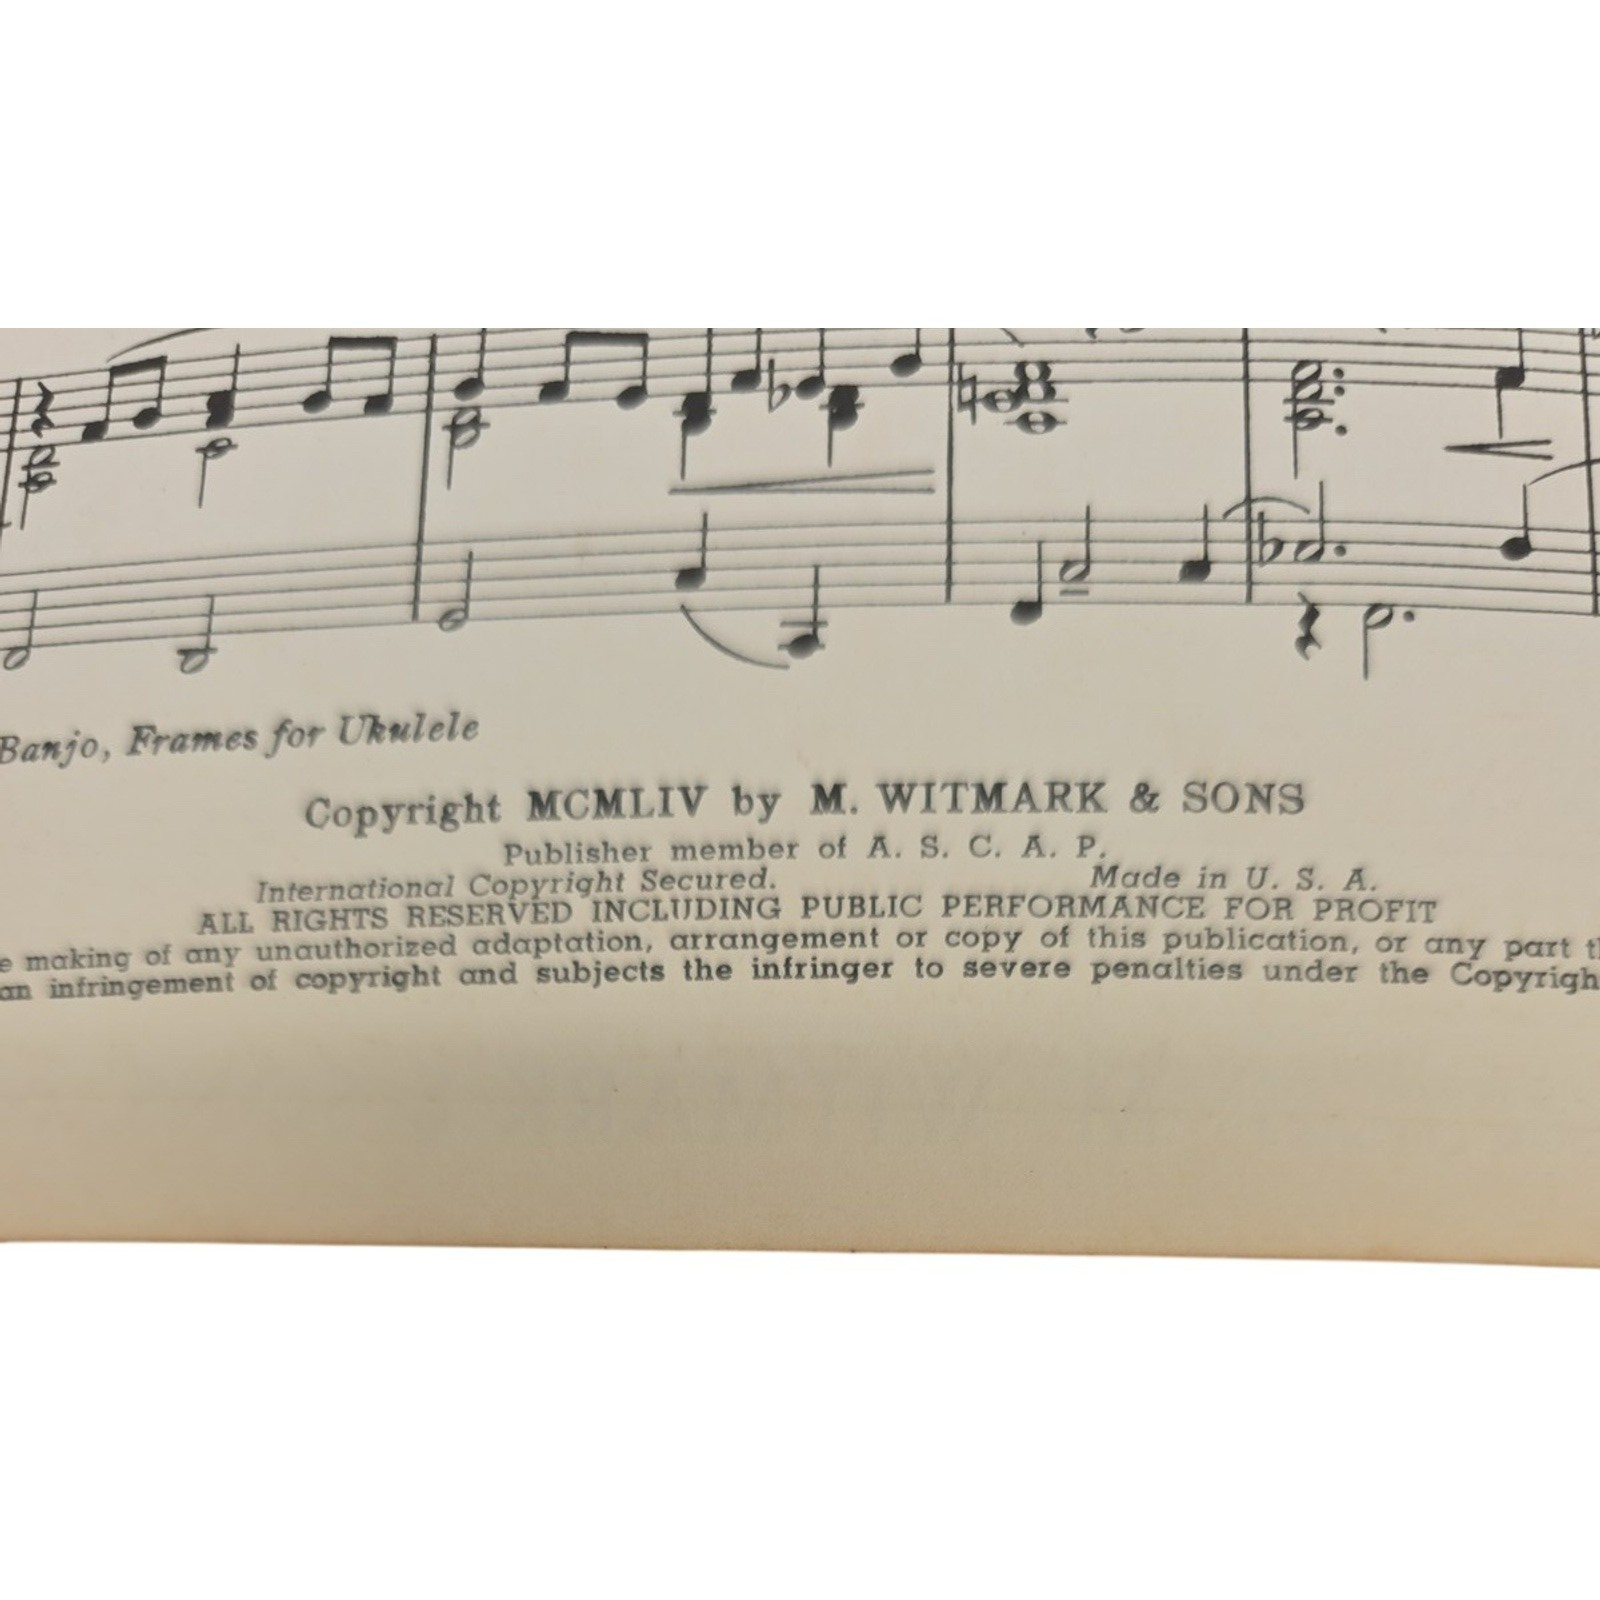 Banjo, Frames for Ukulele
Copyright MCMLIV by M. WITMARK & SONS
Publisher member of A. S. C. A. P.
International Copyright Secured. Made in U. S. A.
ALL RIGHTS RESERVED INCLUDING PUBLIC PERFORMANCE FOR PROFIT
making of any unauthorized adaptation, arrangement or copy of this publication, or any part
an infringement of copyright and subjects the infringer to severe penalties under the Copyrigh